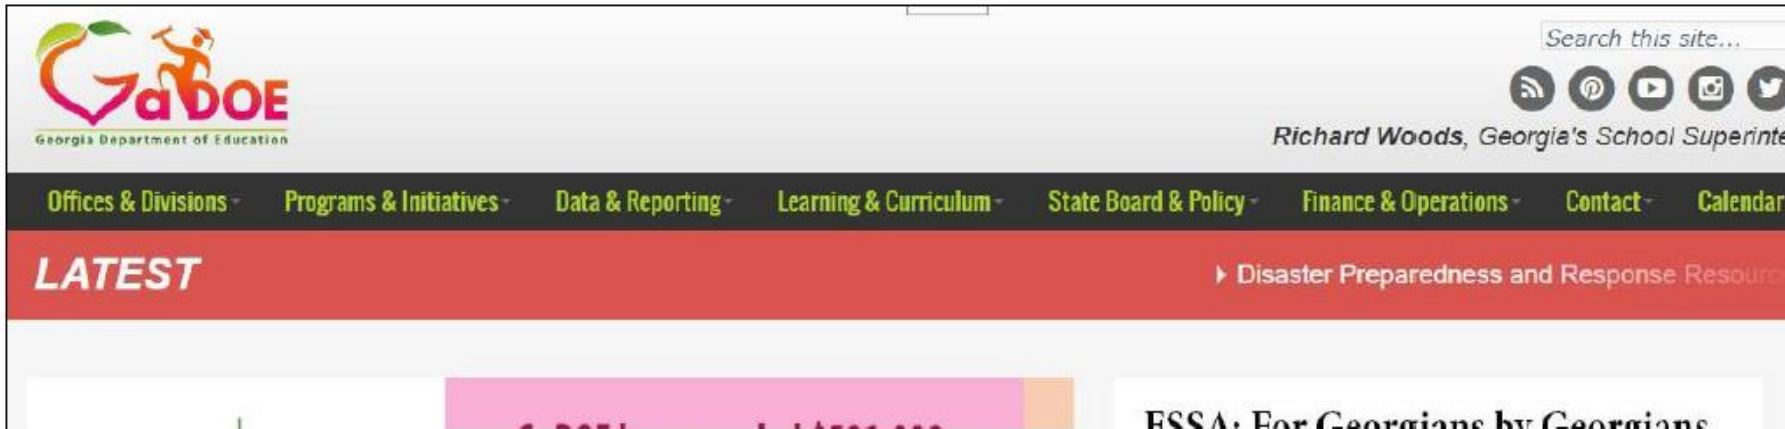 GaDOE
Georgia Department of Education
Search this site...
Richard Woods, Georgia's School
Offices & Divisions
Programs & Initiatives
Data & Reporting
Learning & Curriculum
State Board & Policy
Finance & Operations
Contact
Calendar
LATEST
Disaster Preparedness and Response
ESSA: For Georgians by Georgians